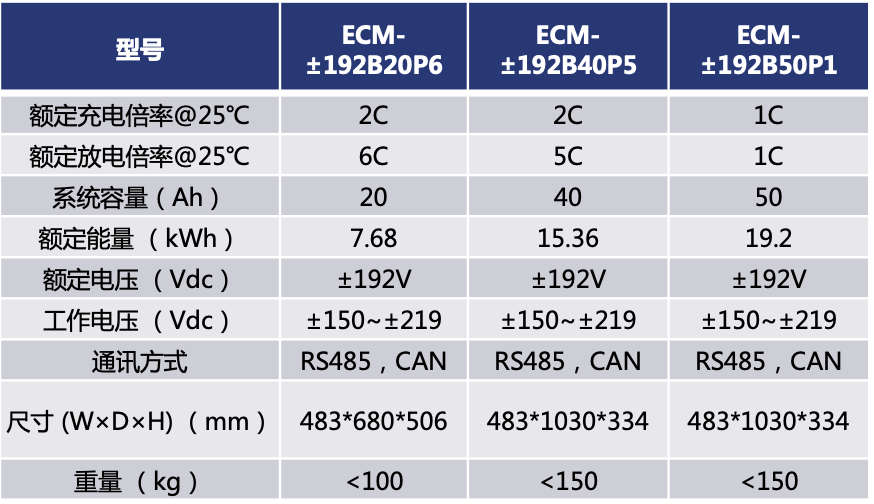 型号 ECM-±192B20P6 ECM-±192B40P5 ECM-±192B50P1
额定充电倍率@25℃ 2C 2C 1C
额定放电倍率@25℃ 6C 5C 1C
系统容量（Ah） 20 40 50
额定能量 （kWh） 7.68 15.36 19.2
额定电压 （Vdc） ±192V ±192V ±192V
工作电压 （Vdc） ±150~±219 ±150~±219 ±150~±219
通讯方式 RS485，CAN RS485，CAN RS485，CAN
尺寸 (W×D×H) （mm） 483*680*506 483*1030*334 483*1030*334
重量 （kg） <100 <150 <150